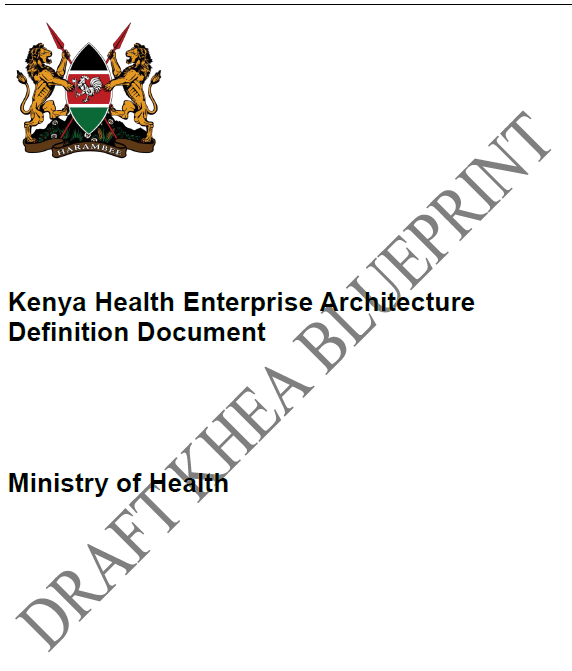 HARAMBEE
Kenya Health Enterprise Architecture
Definition Document
Ministry of Health
DRAFT KHEA BLUEPRINT